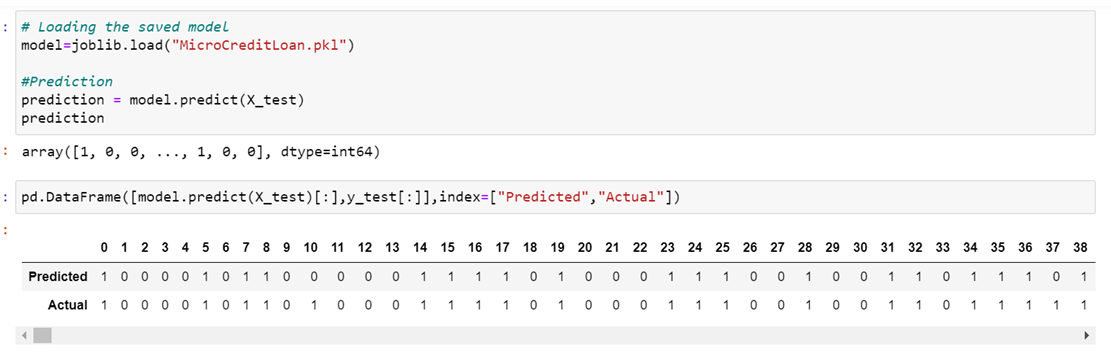 : # Loading the saved model
model=joblib.load("MicroCreditLoan.pkl")
#Prediction
prediction = model.predict(X_test)
prediction
: array([1, 0, 0, ..., 1, 0, 0], dtype=int64)
: pd.DataFrame([model.predict(X_test)[:],y_test[:]],index=["Predicted","Actual"])
:
0 1 2 3 4 5 6 7 8 9 10 11 12 13 14 15 16 17 18 19 20 21 22 23 24 25 26 27 28 29 30 31 32 33 34 35 36 37 38
Predicted 1 0 0 0 0 1 0 1 1 0 0 0 0 0 1 1 1 1 0 1 0 0 0 1 1 1 0 0 1 0 0 1 1 0 1 1 1 0 1
Actual 1 0 0 0 0 1 0 1 1 0 1 0 0 0 1 1 1 1 0 1 0 0 0 1 1 1 0 0 1 0 0 1 1 0 1 1 1 1 1